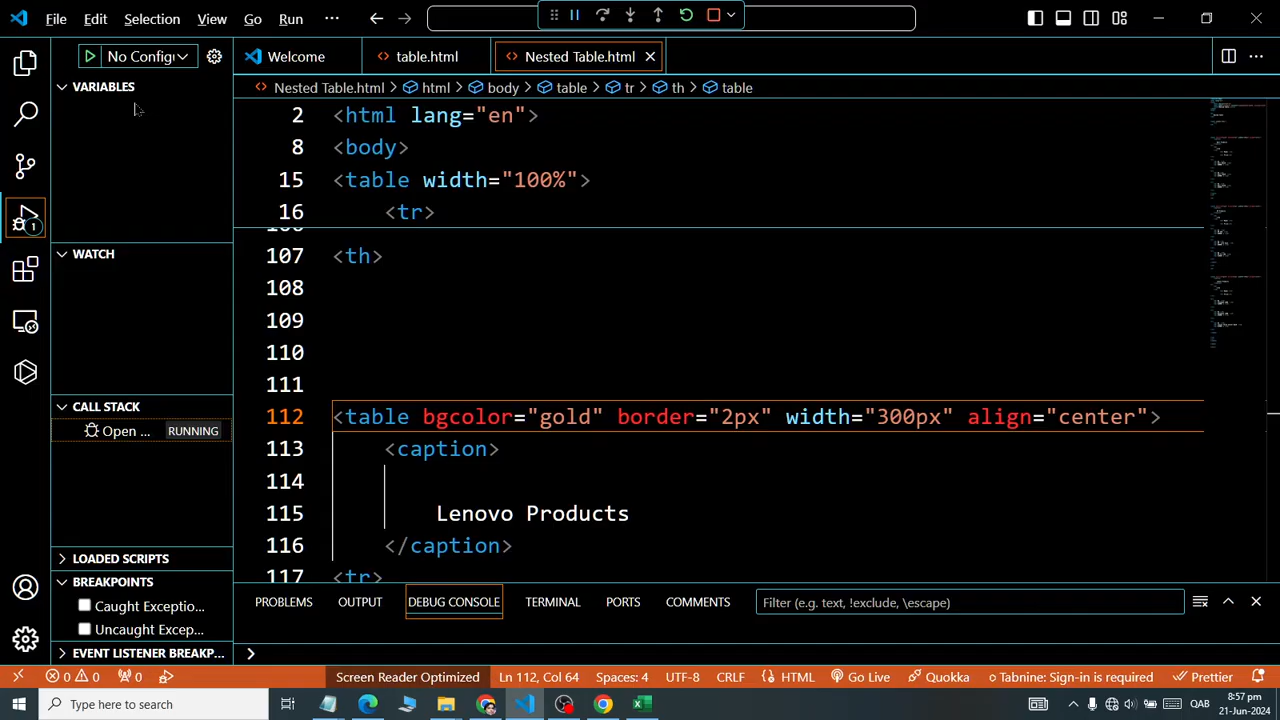 File Edit Selection View Go Run ···
No Config
Welcome table.html Nested Table.html
VARIABLES
Nested Table.html > html > body > table > tr > th > table
2 <html lang="en">
8 <body>
15 <table width="100%">
16 <tr>
107 <th>
108
109
110
111
112 <table bgcolor="gold" border="2px" width="300px" align="center">
113 <caption>
114
115 Lenovo Products
116 </caption>
117 <tr>
WATCH
CALL STACK
Open ... RUNNING
LOADED SCRIPTS
BREAKPOINTS
Caught Exceptio...
Uncaught Excep...
EVENT LISTENER BREAKP...
1
PROBLEMS OUTPUT DEBUG CONSOLE TERMINAL PORTS COMMENTS Filter (e.g. text, !exclude, \escape)
0 0 0 Screen Reader Optimized Ln 112, Col 64 Spaces: 4 UTF-8 CRLF HTML Go Live Quokka Tabnine: Sign-in is required Prettier
Type here to search QAB 8:57 pm
21-Jun-2024